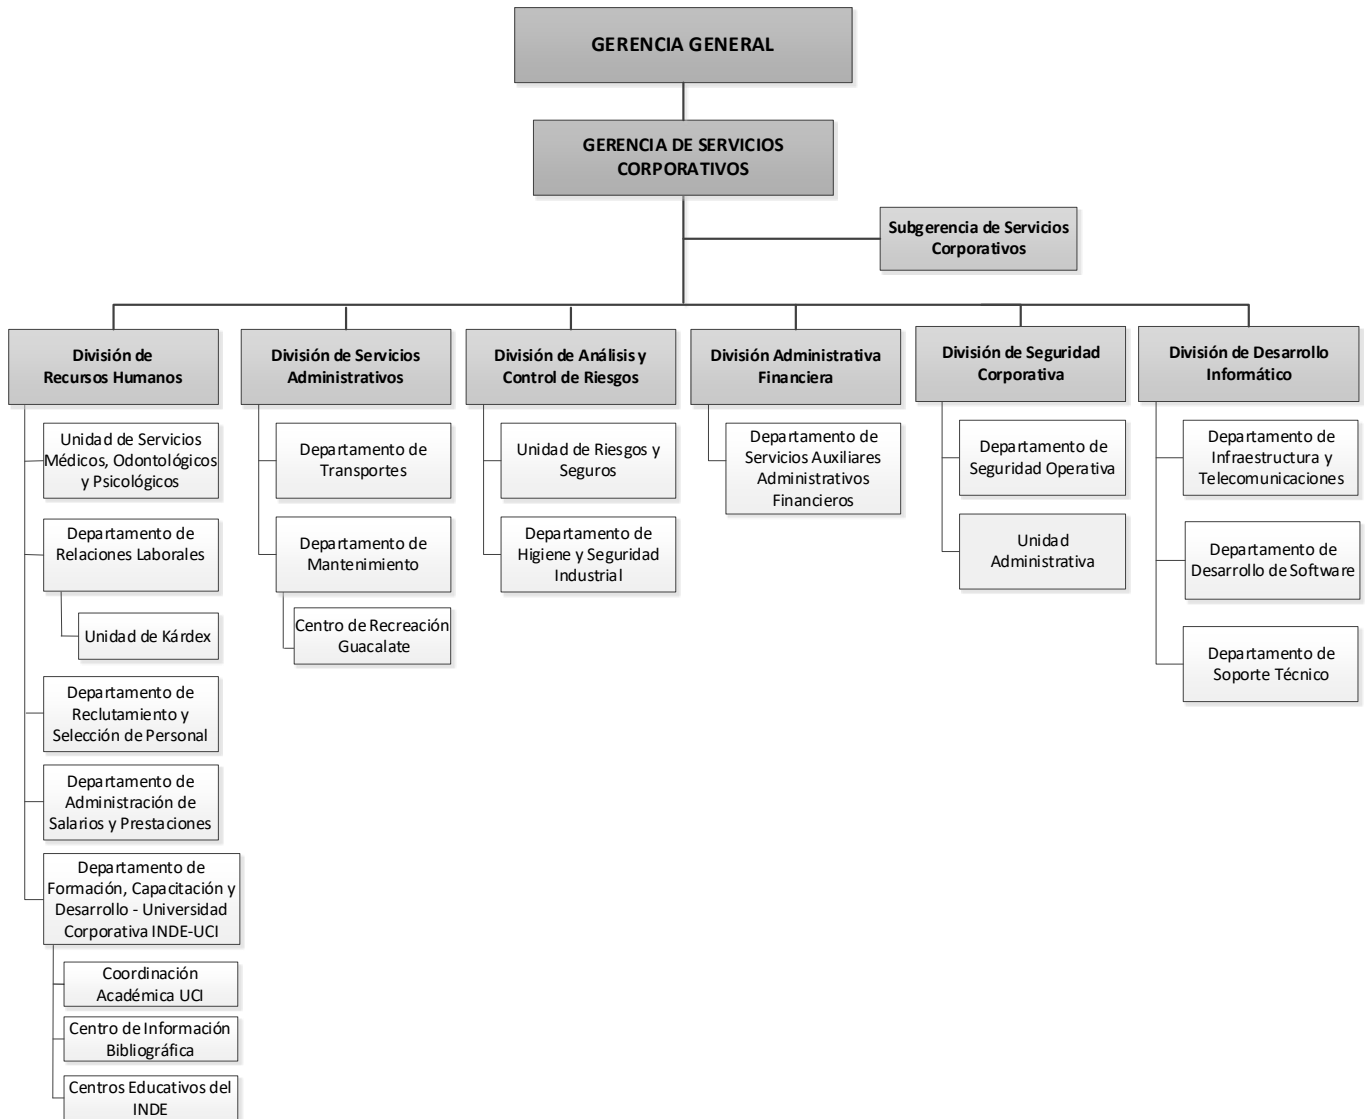 GERENCIA GENERAL
GERENCIA DE SERVICIOS
CORPORATIVOS
Subgerencia de Servicios
Corporativos
División de
Recursos Humanos
Unidad de Servicios
Médicos, Odontológicos
y Psicológicos
Departamento de
Relaciones Laborales
Unidad de Kárdex
Departamento de
Reclutamiento y
Selección de Personal
Departamento de
Administración de
Salarios y Prestaciones
Departamento de
Formación, Capacitación y
Desarrollo - Universidad
Corporativa INDE-UCI
Coordinación
Académica UCI
Centro de Información
Bibliográfica
Centros Educativos del
INDE
División de Servicios
Administrativos
Departamento de
Transportes
Departamento de
Mantenimiento
Centro de Recreación
Guacalate
División de Análisis y
Control de Riesgos
Unidad de Riesgos y
Seguros
Departamento de
Higiene y Seguridad
Industrial
División Administrativa
Financiera
Departamento de
Servicios Auxiliares
Administrativos
Financieros
División de Seguridad
Corporativa
Departamento de
Seguridad Operativa
Unidad
Administrativa
División de Desarrollo
Informático
Departamento de
Infraestructura y
Telecomunicaciones
Departamento de
Desarrollo de Software
Departamento de
Soporte Técnico